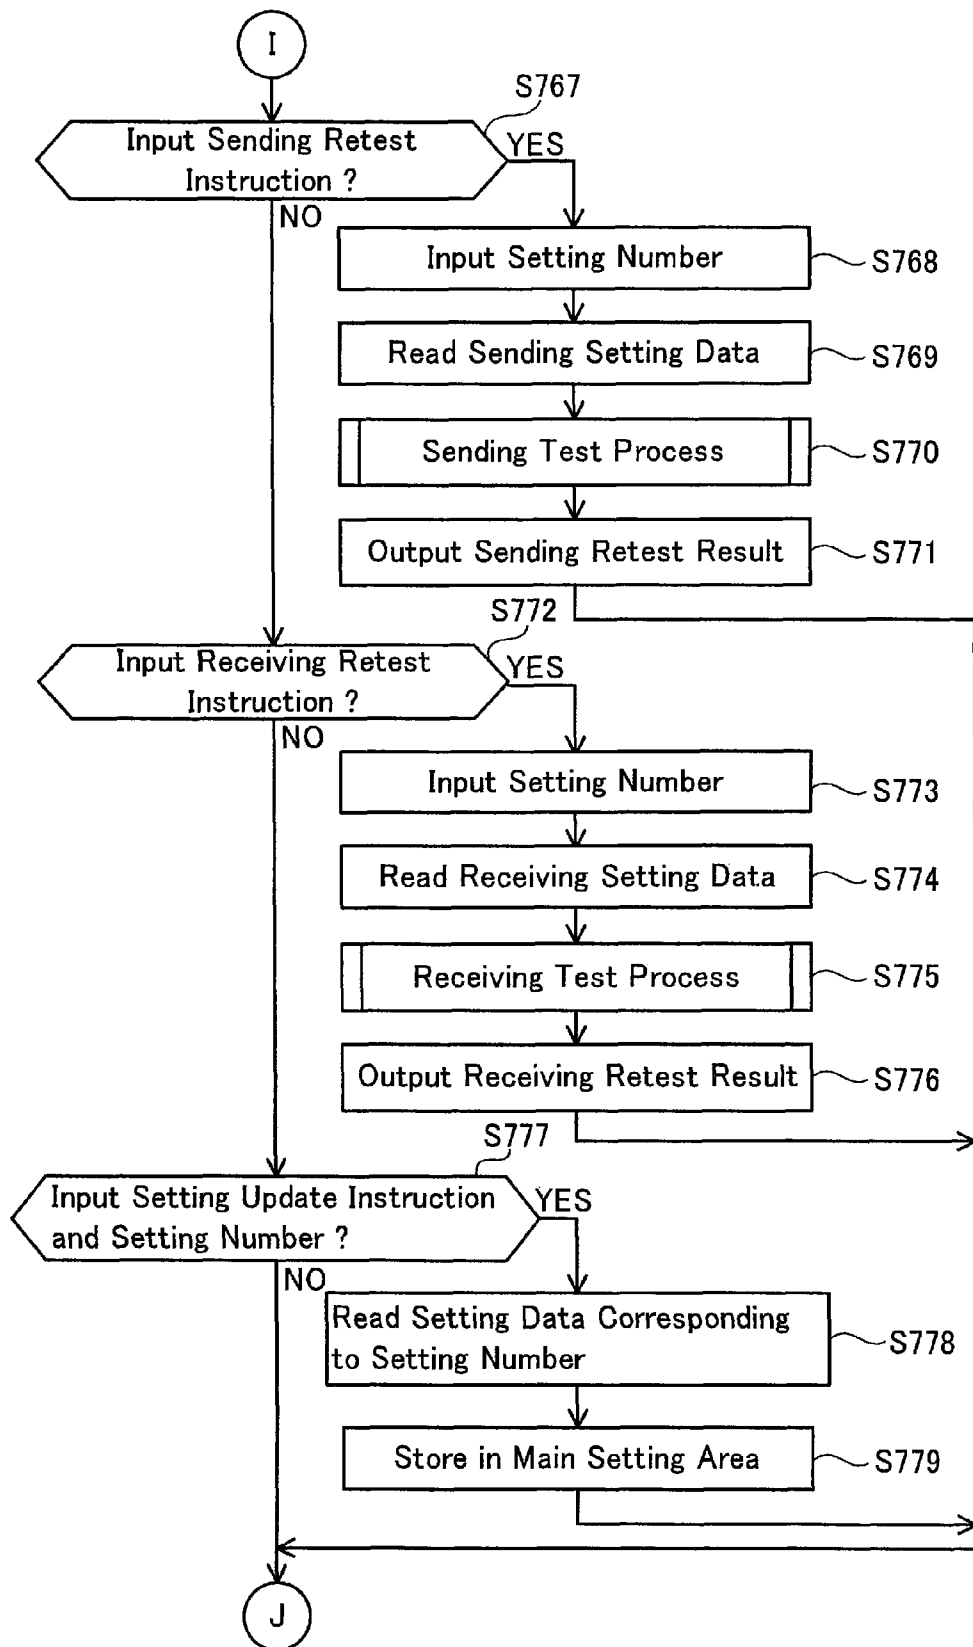 I
S767
Input Sending Retest
Instruction ?
YES
NO
Input Setting Number
S768
Read Sending Setting Data
S769
Sending Test Process
S770
Output Sending Retest Result
S771
S772
Input Receiving Retest
Instruction ?
YES
NO
Input Setting Number
S773
Read Receiving Setting Data
S774
Receiving Test Process
S775
Output Receiving Retest Result
S776
S777
Input Setting Update Instruction
and Setting Number ?
YES
NO
Read Setting Data Corresponding
to Setting Number
S778
Store in Main Setting Area
S779
J